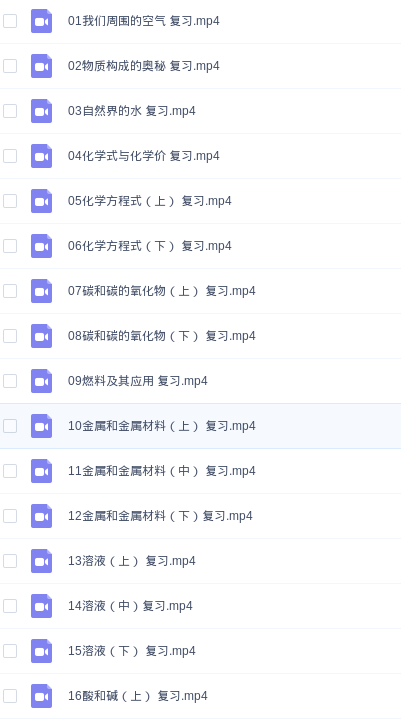 01我们周围的空气 复习.mp4
02物质构成的奥秘 复习.mp4
03自然界的水 复习.mp4
04化学式与化学价 复习.mp4
05化学方程式（上） 复习.mp4
06化学方程式（下） 复习.mp4
07碳和碳的氧化物（上） 复习.mp4
08碳和碳的氧化物（下） 复习.mp4
09燃料及其应用 复习.mp4
10金属和金属材料（上） 复习.mp4
11金属和金属材料（中） 复习.mp4
12金属和金属材料（下）复习.mp4
13溶液（上） 复习.mp4
14溶液（中）复习.mp4
15溶液（下） 复习.mp4
16酸和碱（上） 复习.mp4